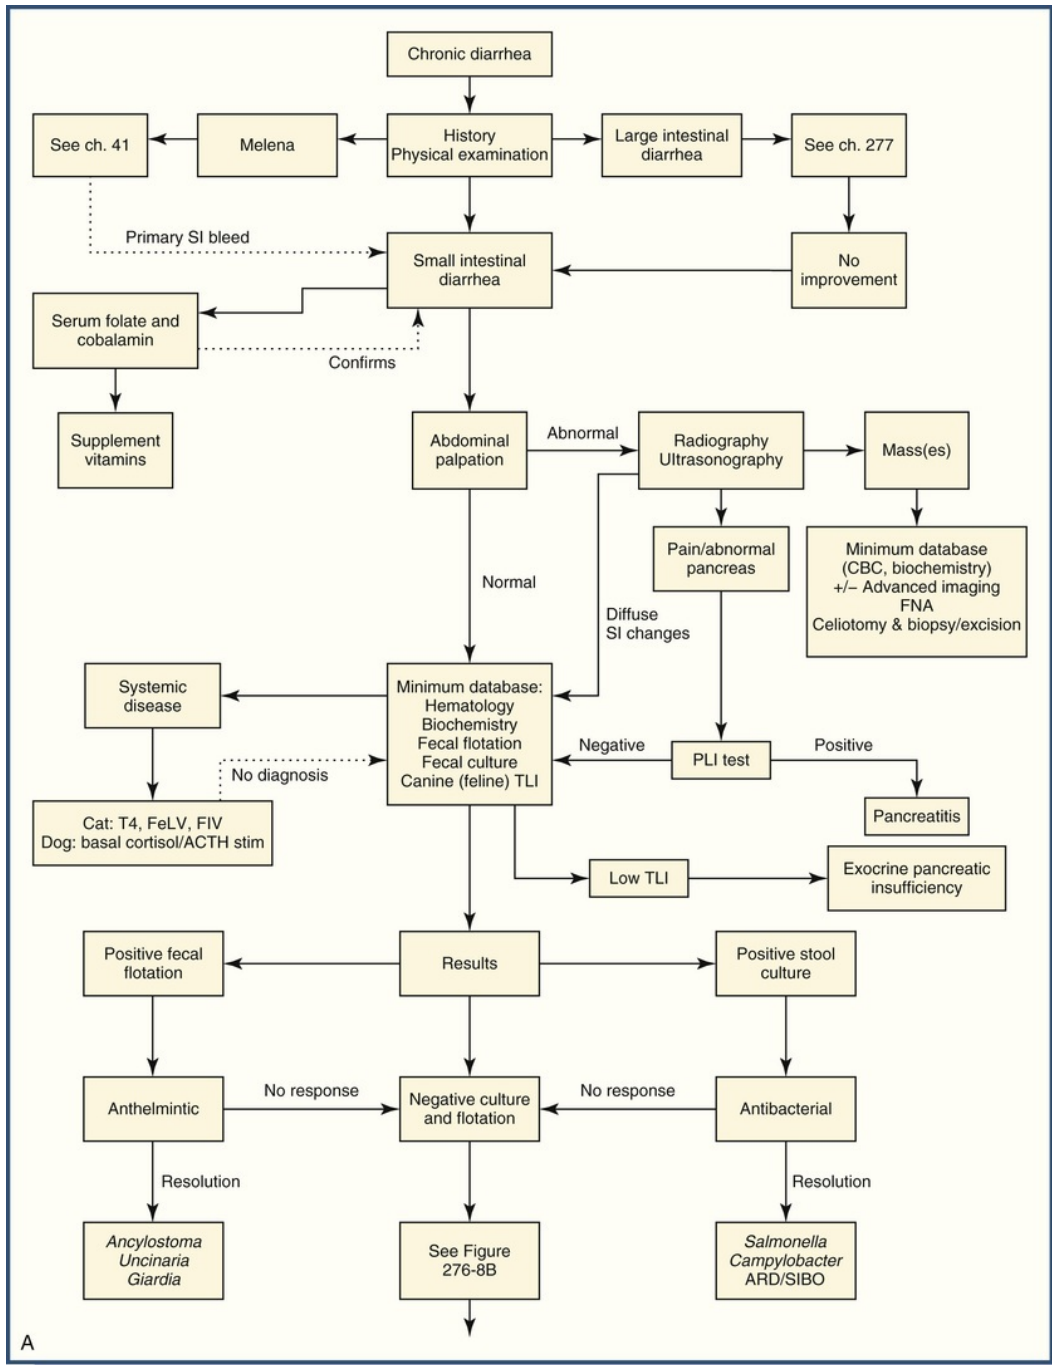 Chronic diarrhea
See ch. 41
Melena
History
Physical examination
Large intestinal
diarrhea
See ch. 277
Primary SI bleed
Small intestinal
diarrhea
No
improvement
Serum folate and
cobalamin
Confirms
Supplement
vitamins
Abdominal
palpation
Abnormal
Radiography
Ultrasonography
Mass(es)
Normal
Pain/abnormal
pancreas
Minimum database
(CBC, biochemistry)
+/– Advanced imaging
FNA
Celiotomy & biopsy/excision
Diffuse
SI changes
Systemic
disease
Minimum database:
Hematology
Biochemistry
Fecal flotation
Fecal culture
Canine (feline) TLI
Negative
PLI test
Positive
No diagnosis
Cat: T4, FeLV, FIV
Dog: basal cortisol/ACTH stim
Pancreatitis
Low TLI
Exocrine pancreatic
insufficiency
Positive fecal
flotation
Results
Positive stool
culture
Anthelmintic
No response
Negative culture
and flotation
No response
Antibacterial
Resolution
Resolution
Ancylostoma
Uncinaria
Giardia
See Figure
276-8B
Salmonella
Campylobacter
ARD/SIBO
A